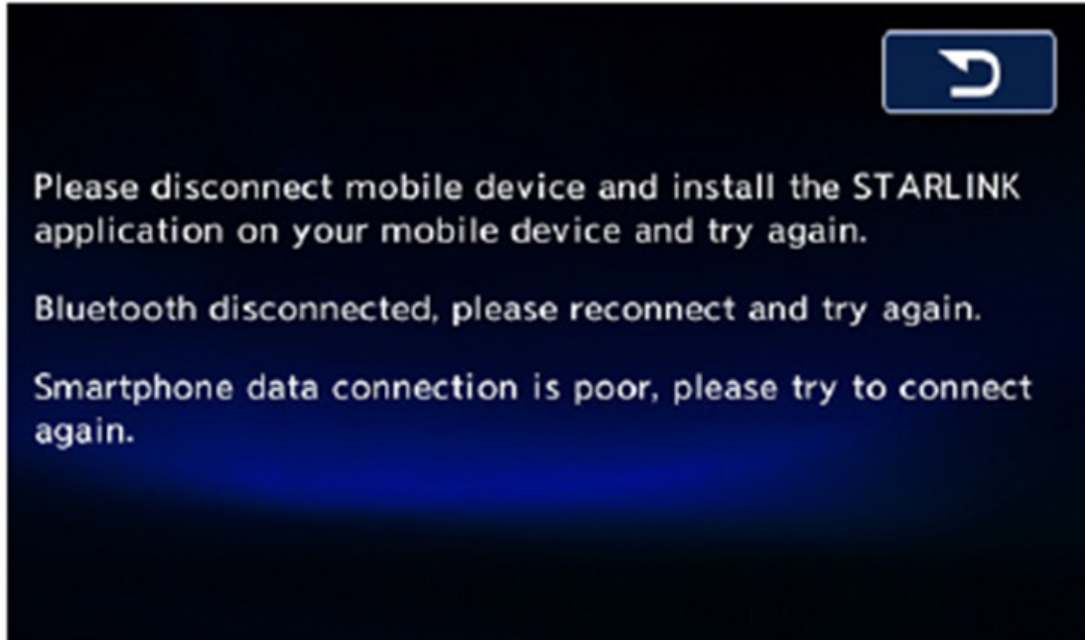 Please disconnect mobile device and install the STARLINK
application on your mobile device and try again.
Bluetooth disconnected, please reconnect and try again.
Smartphone data connection is poor, please try to connect
again.